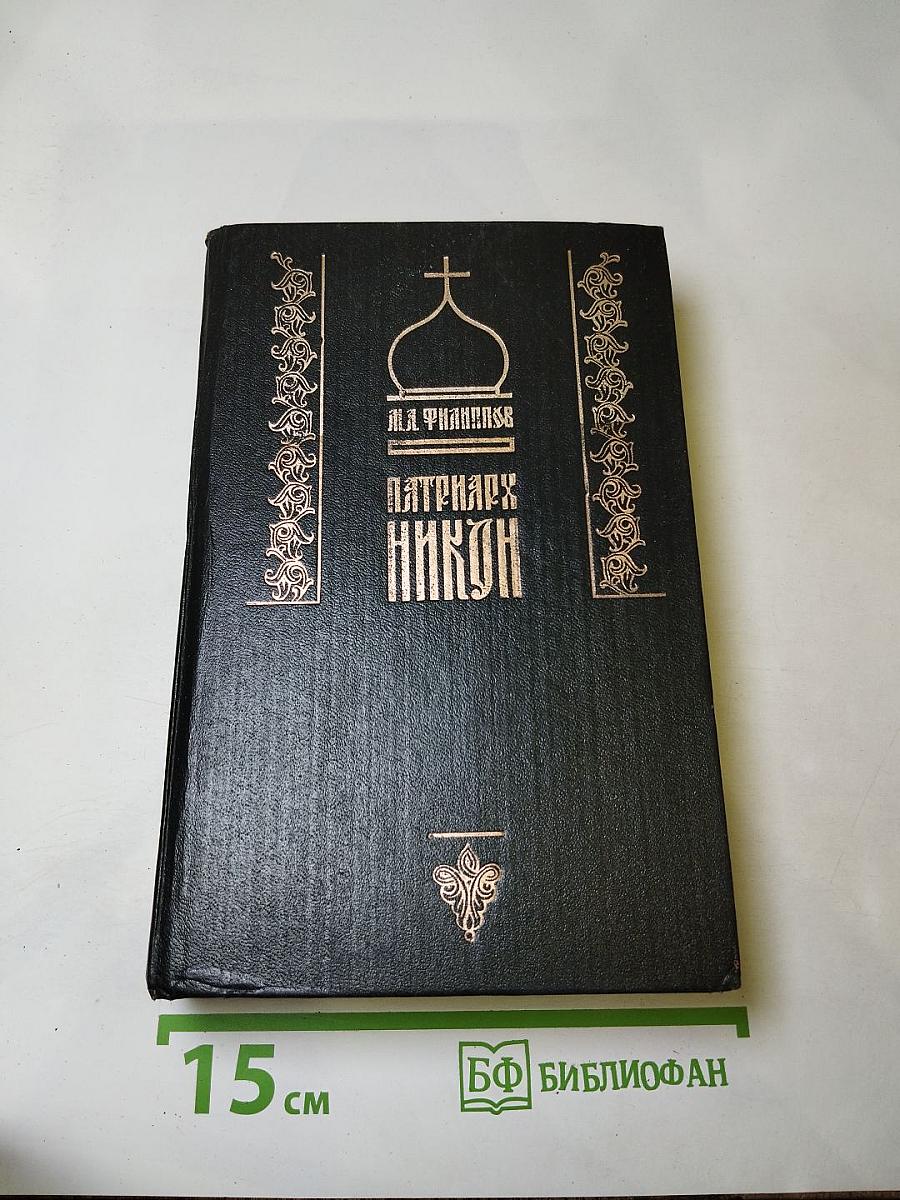 М.А. ФИЛИППОВ
ПАТРИАРХ
НИКОН
15 см
БФ БИБЛИОФАН